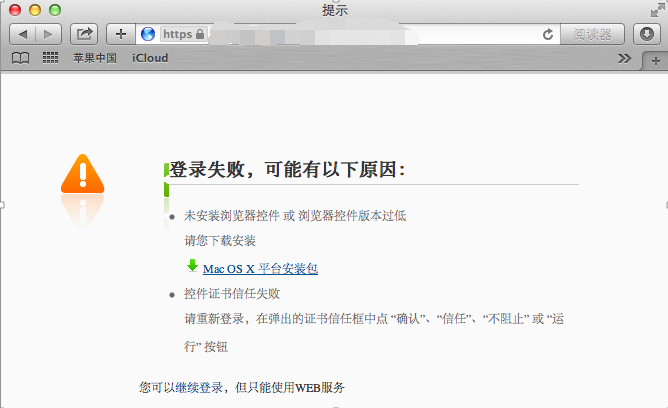 提示
https
阅读器
苹果中国 iCloud
登录失败，可能有以下原因：
未安装浏览器控件 或 浏览器控件版本过低
请您下载安装
Mac OS X 平台安装包
控件证书信任失败
请重新登录，在弹出的证书信任框中点 “确认”、“信任”、“不阻止” 或 “运
行” 按钮
您可以继续登录，但只能使用WEB服务